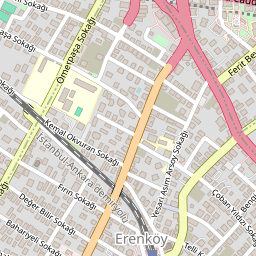 Ömerpaşa Sokağı
Ferit Bey
Kemal Okvuran Sokağı
İstanbul-Ankara demiryolu
Yesari Asım Arsoy Sokağı
Fırın Sokağı
Değer Bilir Sokağı
Bahariyeli Sokağı
Çoban Yıldızı Sokağı
Erenköy
Telli K